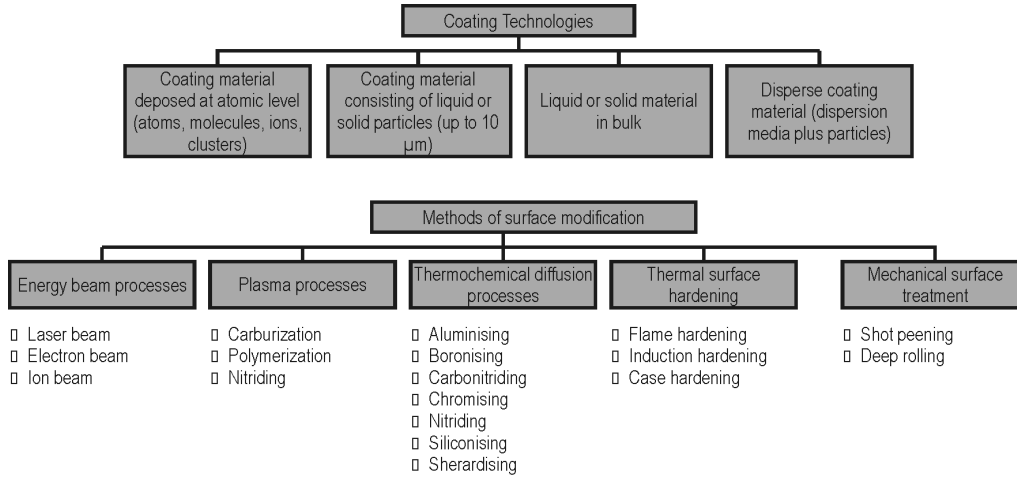 Coating Technologies
Coating material
deposed at atomic level
(atoms, molecules, ions,
clusters)
Coating material
consisting of liquid or
solid particles (up to 10
µm)
Liquid or solid material
in bulk
Disperse coating
material (dispersion
media plus particles)
Methods of surface modification
Energy beam processes
Laser beam
Electron beam
Ion beam
Plasma processes
Carburization
Polymerization
Nitriding
Thermochemical diffusion
processes
Aluminising
Boronising
Carbonitriding
Chromising
Nitriding
Siliconising
Sherardising
Thermal surface
hardening
Flame hardening
Induction hardening
Case hardening
Mechanical surface
treatment
Shot peening
Deep rolling